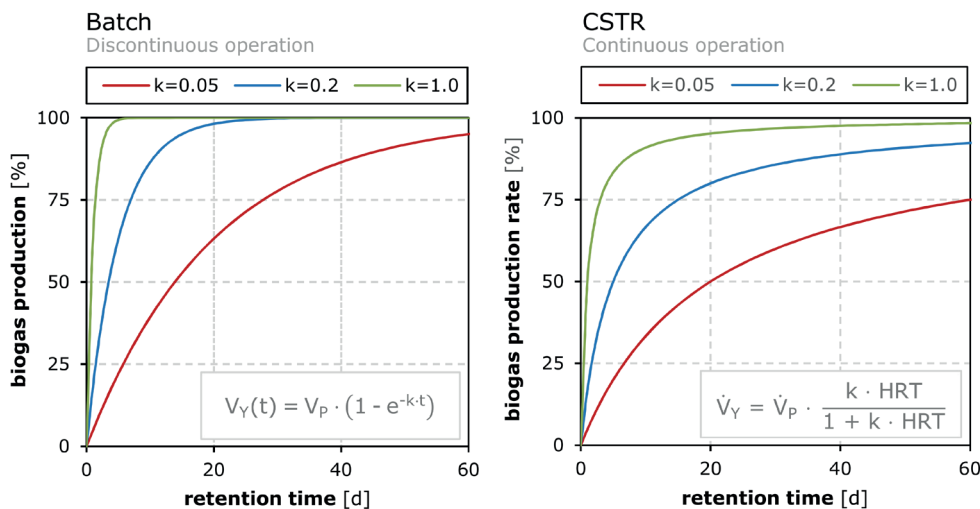 Batch
Discontinuous operation
k=0.05 k=0.2 k=1.0
biogas production [%]
100
75
50
25
0
V_Y(t) = V_P · (1 - e^{-k·t})
0 20 40 60
retention time [d]
CSTR
Continuous operation
k=0.05 k=0.2 k=1.0
biogas production rate [%]
100
75
50
25
0
V̇_Y = V̇_P · k · HRT / 1 + k · HRT
0 20 40 60
retention time [d]